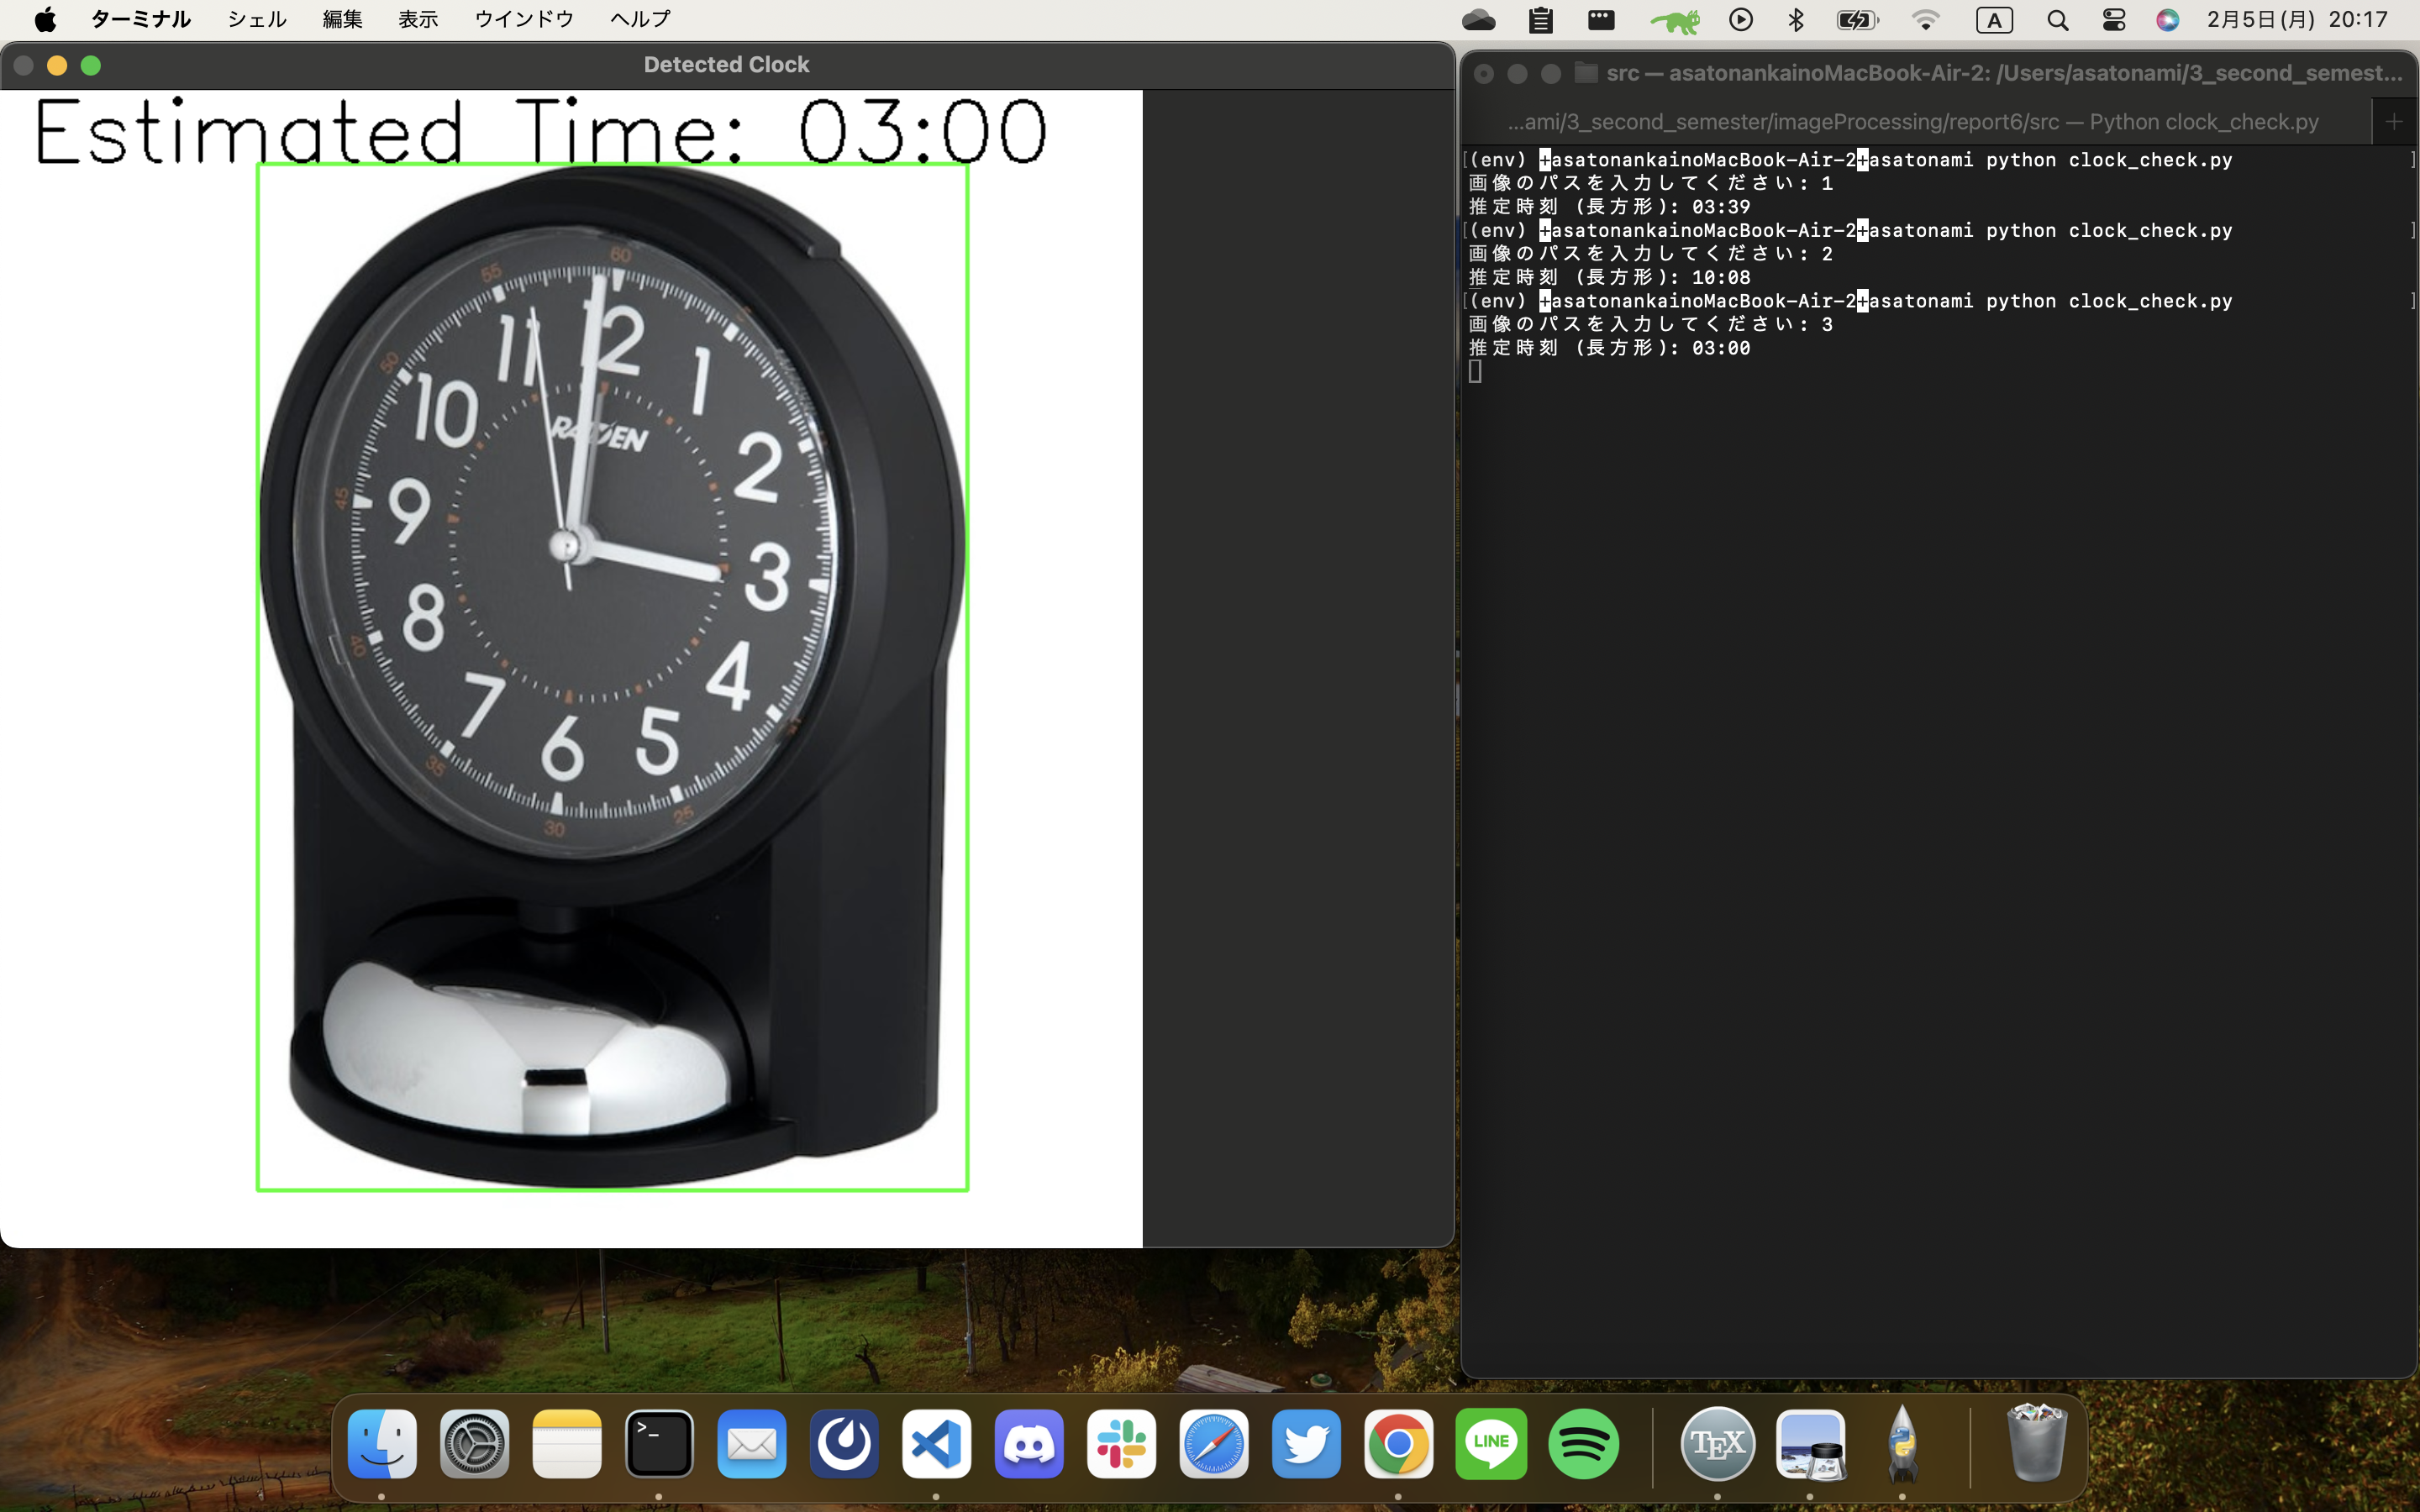 ターミナル シェル 編集 表示 ウインドウ ヘルプ
A 2月5日(月) 20:17
Detected Clock
Estimated Time: 03:00
60
55
50
45
40
35
30
25
12
1
2
3
4
5
6
7
8
9
10
11
src — asatonankainoMacBook-Air-2: /Users/asatonami/3_second_semest...
...ami/3_second_semester/imageProcessing/report6/src — Python clock_check.py
[(env) +asatonankainoMacBook-Air-2+asatonami python clock_check.py ]
画像のパスを入力してください: 1
推定時刻 (長方形): 03:39
[(env) +asatonankainoMacBook-Air-2+asatonami python clock_check.py ]
画像のパスを入力してください: 2
推定時刻 (長方形): 10:08
[(env) +asatonankainoMacBook-Air-2+asatonami python clock_check.py ]
画像のパスを入力してください: 3
推定時刻 (長方形): 03:00
>_
LINE
TEX